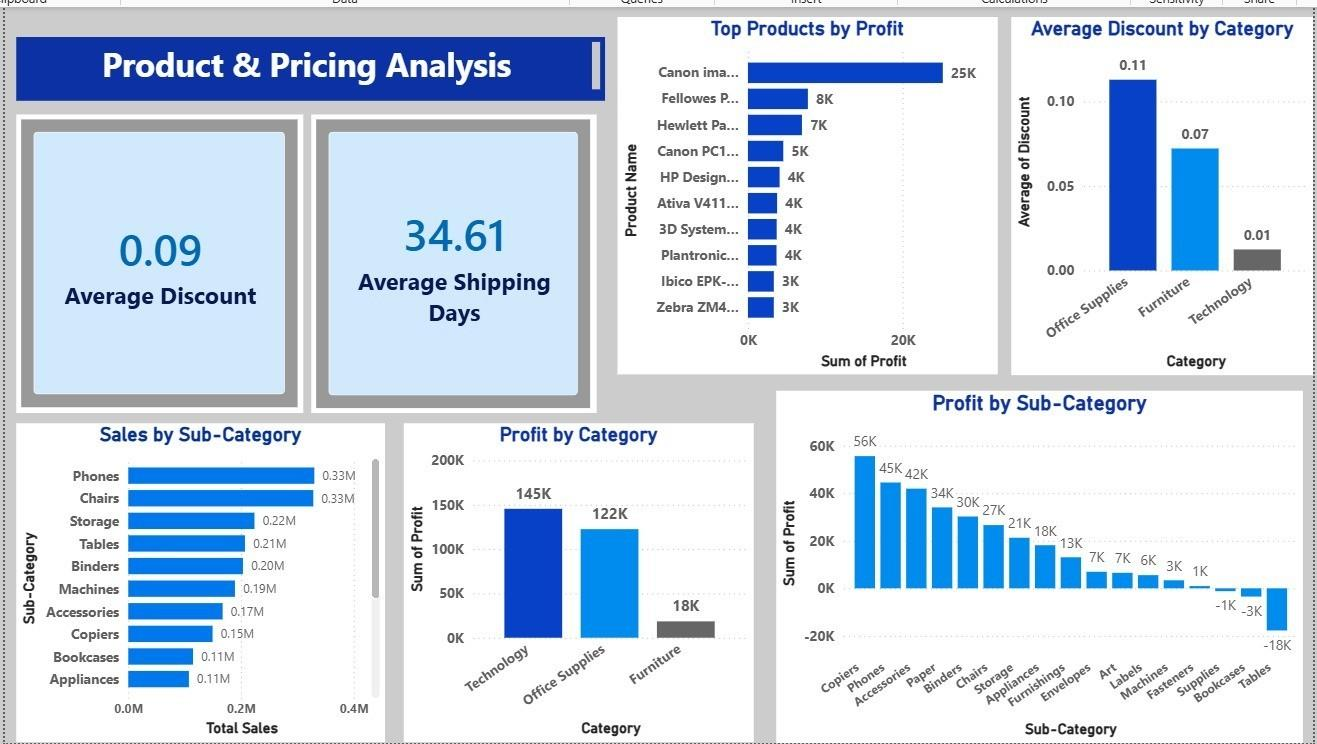 Clipboard
Data
Queries
Insert
Calculations
Sensitivity
Share
Product & Pricing Analysis
0.09
Average Discount
34.61
Average Shipping
Days
Top Products by Profit
Product Name
Canon ima... 25K
Fellowes P... 8K
Hewlett Pa... 7K
Canon PC1... 5K
HP Design... 4K
Ativa V411... 4K
3D System... 4K
Plantronic... 4K
Ibico EPK-... 3K
Zebra ZM4... 3K
0K 20K
Sum of Profit
Average Discount by Category
Average of Discount
0.10
0.05
0.00
0.11
0.07
0.01
Office Supplies
Furniture
Technology
Category
Sales by Sub-Category
Sub-Category
Phones 0.33M
Chairs 0.33M
Storage 0.22M
Tables 0.21M
Binders 0.20M
Machines 0.19M
Accessories 0.17M
Copiers 0.15M
Bookcases 0.11M
Appliances 0.11M
0.0M 0.2M 0.4M
Total Sales
Profit by Category
Sum of Profit
200K
150K
100K
50K
0K
145K
122K
18K
Technology
Office Supplies
Furniture
Category
Profit by Sub-Category
Sum of Profit
60K
40K
20K
0K
-20K
56K
45K
42K
34K
30K
27K
21K
18K
13K
7K
7K
6K
3K
1K
-1K
-3K
-18K
Copiers
Phones
Accessories
Paper
Binders
Chairs
Storage
Appliances
Furnishings
Envelopes
Art
Labels
Machines
Fasteners
Supplies
Bookcases
Tables
Sub-Category